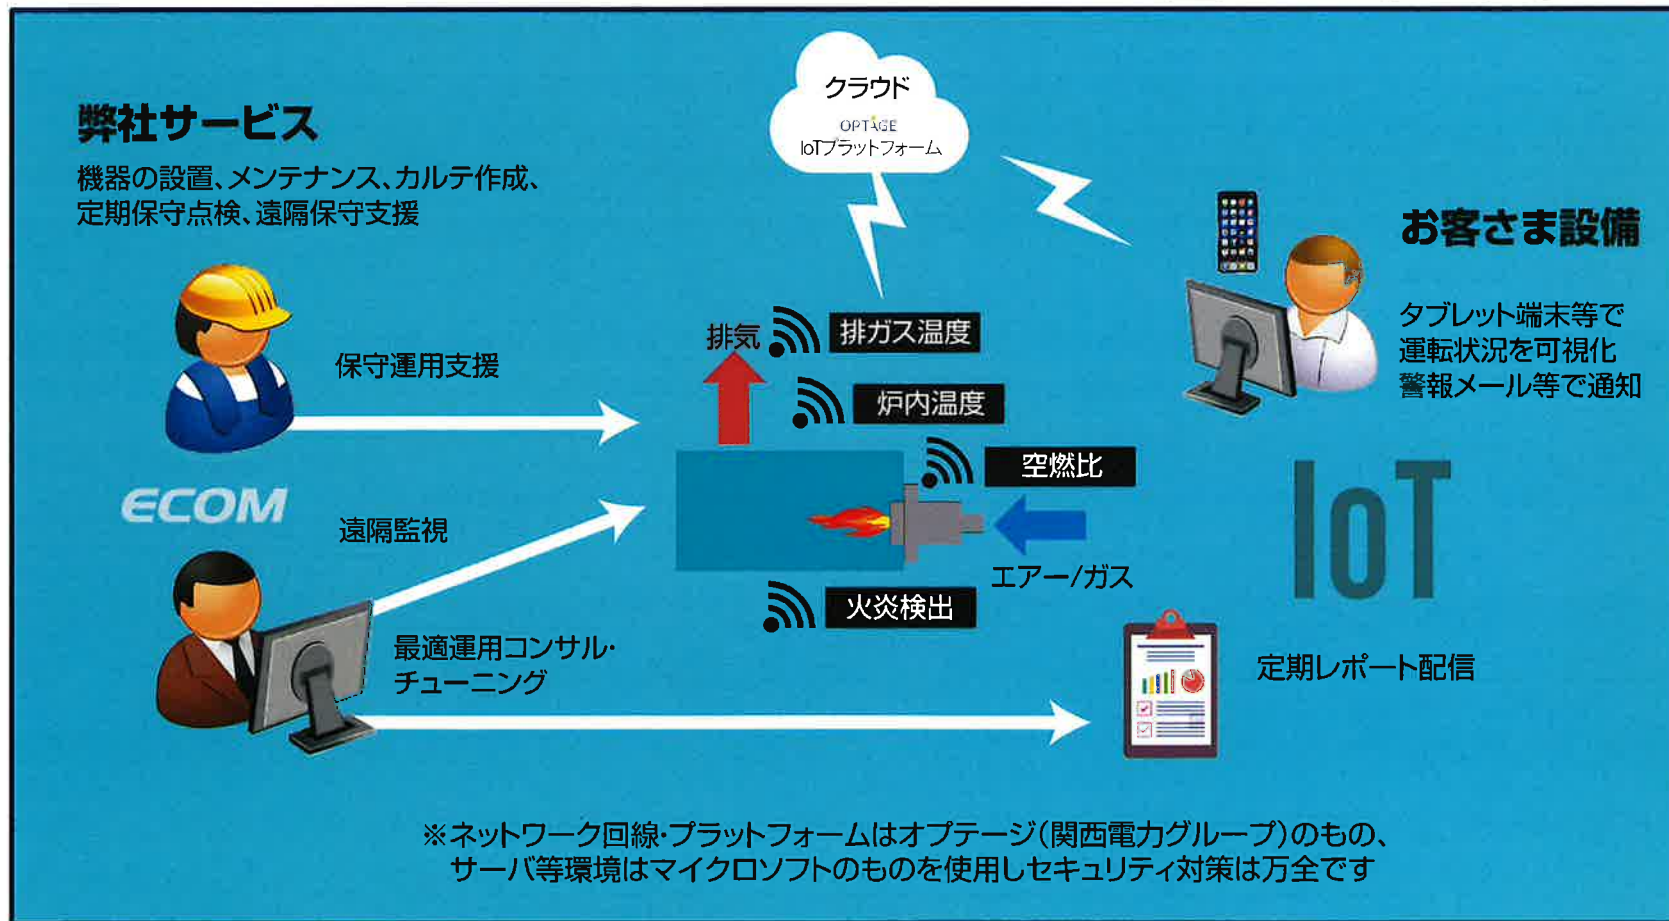 クラウド
OPTAGE
IoTプラットフォーム
弊社サービス
機器の設置、メンテナンス、カルテ作成、
定期保守点検、遠隔保守支援
お客さま設備
タブレット端末等で
運転状況を可視化
警報メール等で通知
排気
排ガス温度
保守運用支援
炉内温度
空燃比
ECOM
IoT
遠隔監視
エアー/ガス
火炎検出
最適運用コンサル・
チューニング
定期レポート配信
※ネットワーク回線・プラットフォームはオプテージ(関西電力グループ)のもの、
サーバ等環境はマイクロソフトのものを使用しセキュリティ対策は万全です